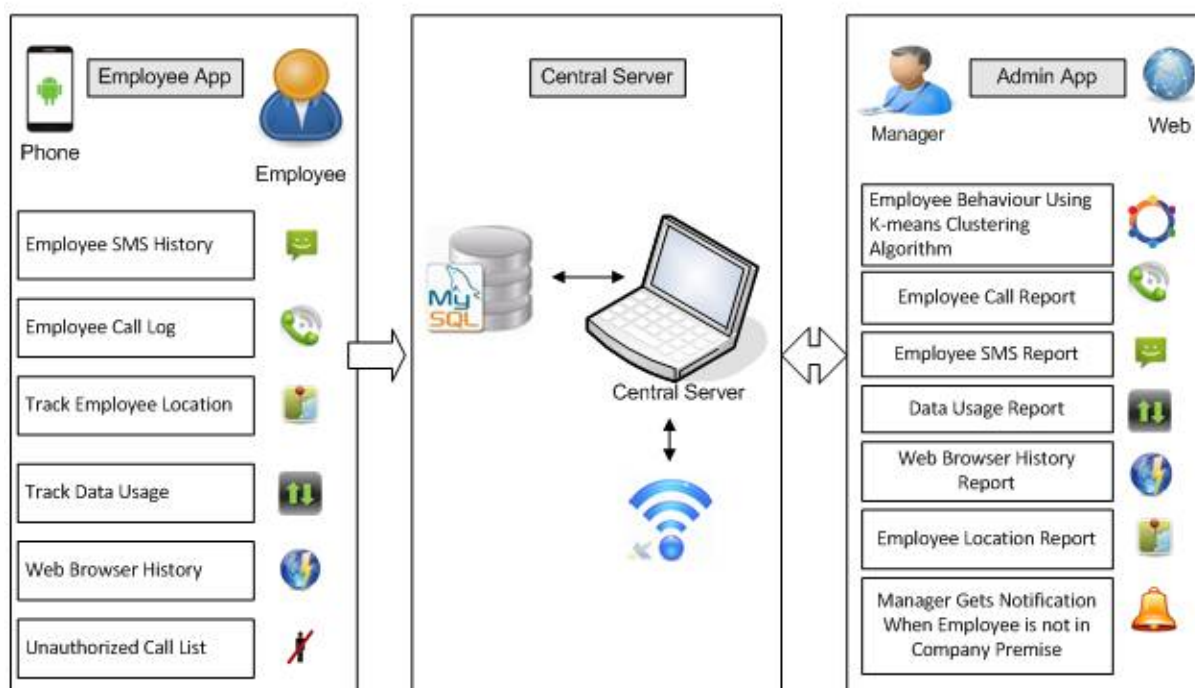 Employee App
Phone
Employee
Employee SMS History
Employee Call Log
Track Employee Location
Track Data Usage
Web Browser History
Unauthorized Call List
Central Server
My
SQL
Central Server
Admin App
Manager
Web
Employee Behaviour Using
K-means Clustering
Algorithm
Employee Call Report
Employee SMS Report
Data Usage Report
Web Browser History
Report
Employee Location Report
Manager Gets Notification
When Employee is not in
Company Premise